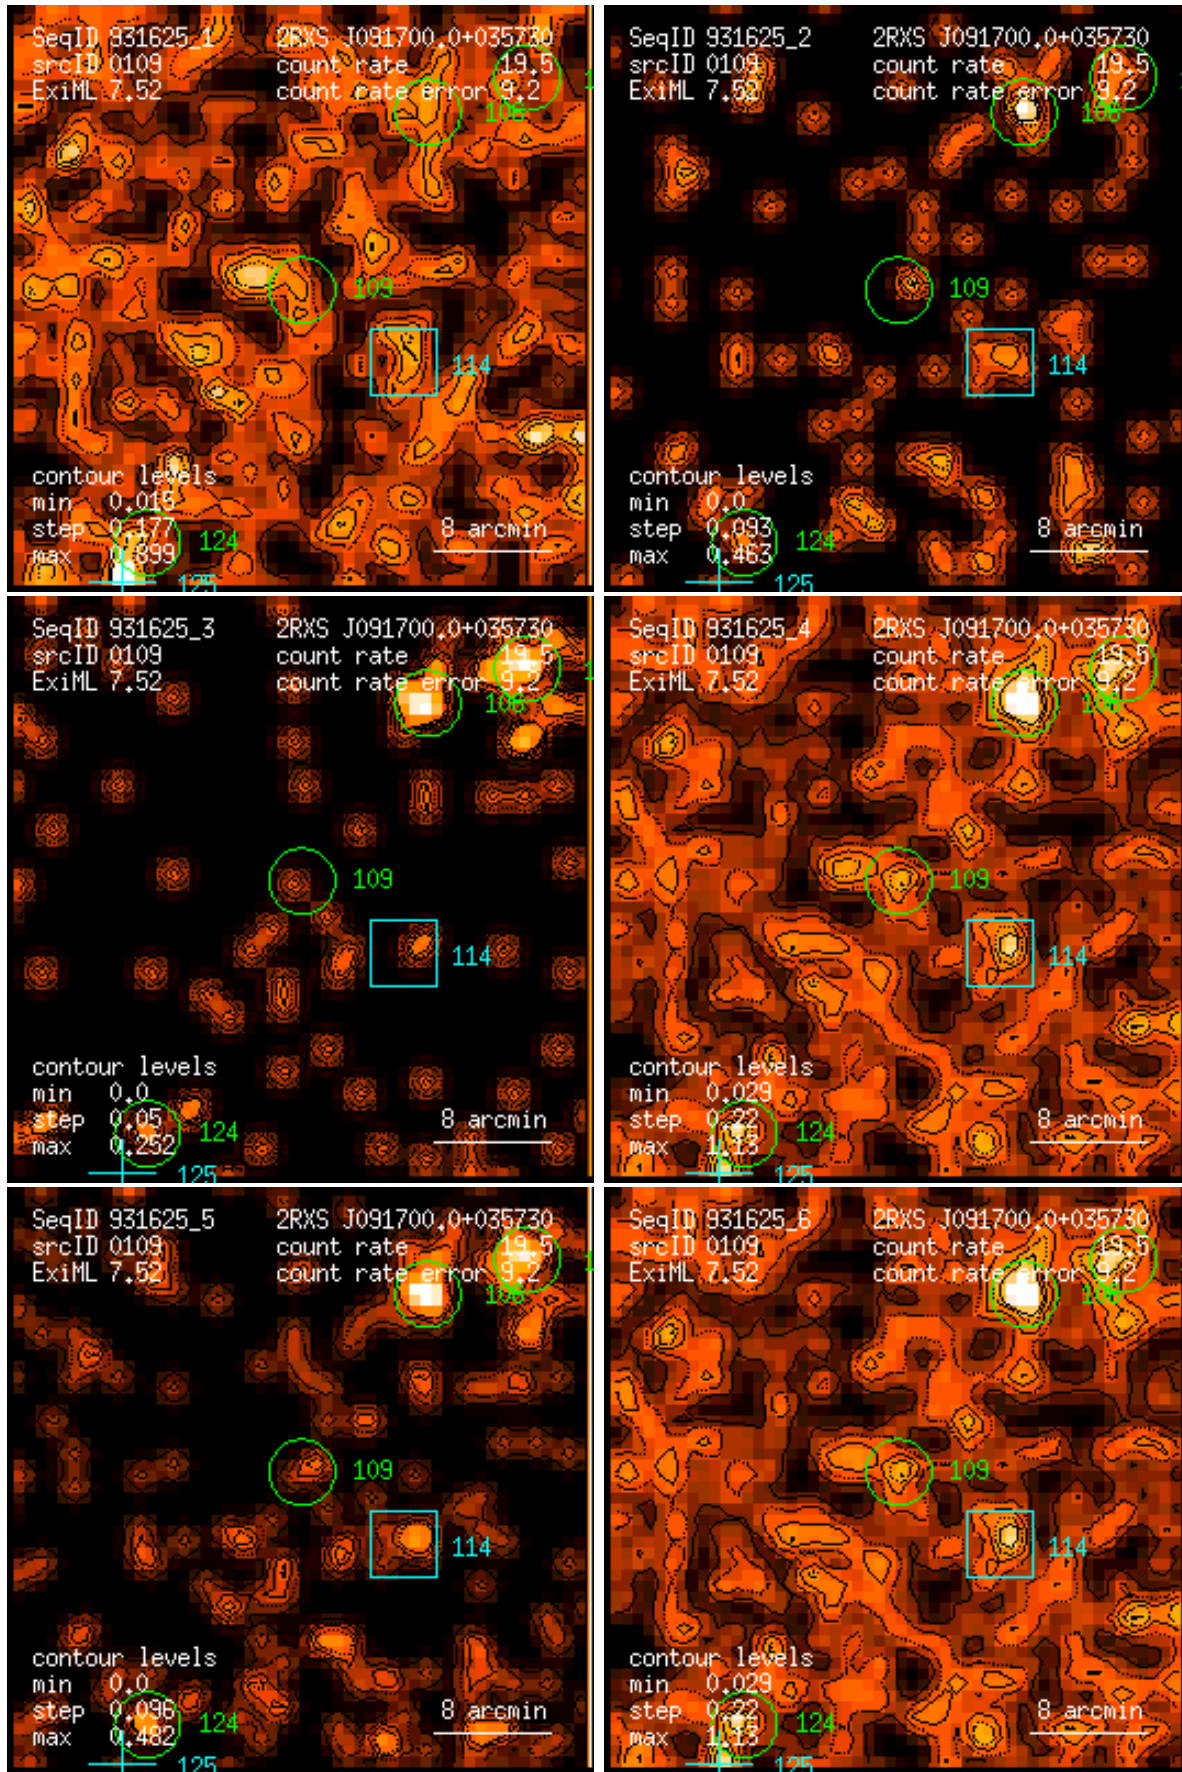 SeqID 931625_1 2RXS J091700.0+035730
srcID 0109 count rate 19.5
ExiML 7.52 count rate error 9.2
106
109
114
contour levels
min 0.015
step 0.177 8 arcmin
max 0.899 124
125
SeqID 931625_2 2RXS J091700.0+035730
srcID 0109 count rate 19.5
ExiML 7.52 count rate error 9.2
106
109
114
contour levels
min 0.0
step 0.093 8 arcmin
max 0.463 124
125
SeqID 931625_3 2RXS J091700.0+035730
srcID 0109 count rate 19.5
ExiML 7.52 count rate error 9.2
106
109
114
contour levels
min 0.0
step 0.05 8 arcmin
max 0.252 124
125
SeqID 931625_4 2RXS J091700.0+035730
srcID 0109 count rate 19.5
ExiML 7.52 count rate error 9.2
106
109
114
contour levels
min 0.029
step 0.22 8 arcmin
max 1.13 124
125
SeqID 931625_5 2RXS J091700.0+035730
srcID 0109 count rate 19.5
ExiML 7.52 count rate error 9.2
106
109
114
contour levels
min 0.0
step 0.096 8 arcmin
max 0.482 124
125
SeqID 931625_6 2RXS J091700.0+035730
srcID 0109 count rate 19.5
ExiML 7.52 count rate error 9.2
106
109
114
contour levels
min 0.029
step 0.22 8 arcmin
max 1.13 124
125